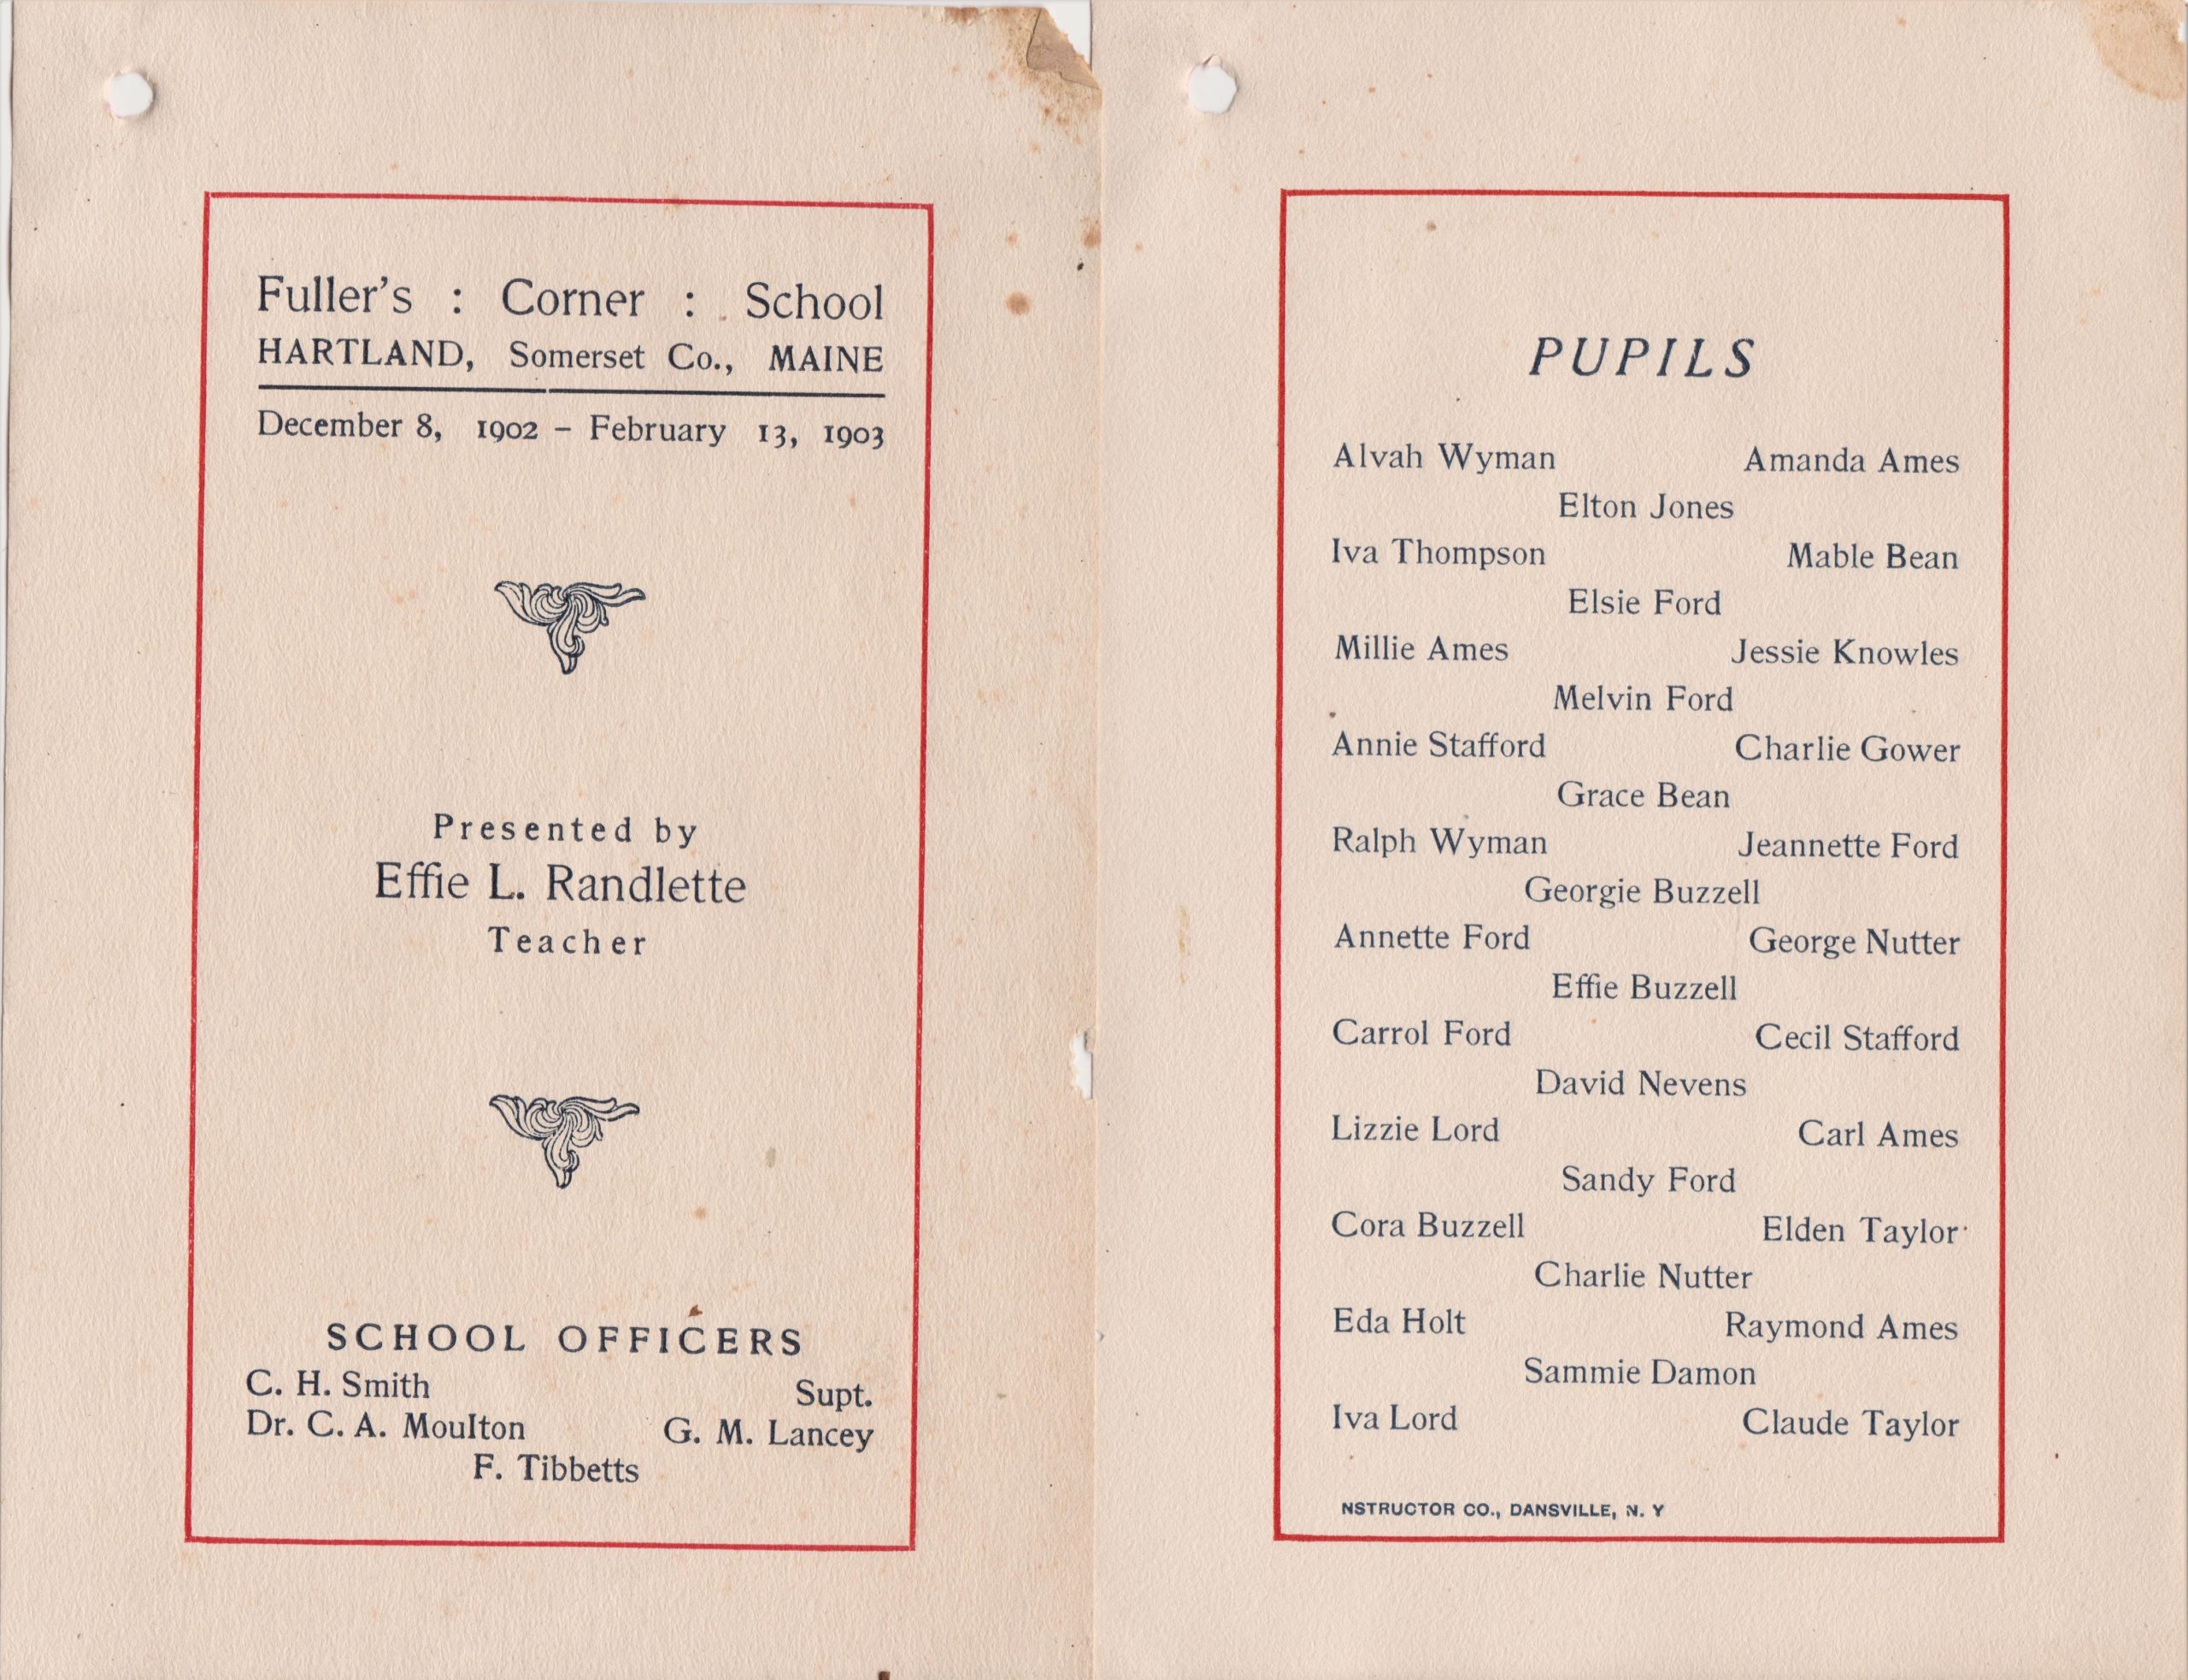 Fuller's : Corner : School
HARTLAND, Somerset Co., MAINE
December 8, 1902 – February 13, 1903
Presented by
Effie L. Randlette
Teacher
SCHOOL OFFICERS
C. H. Smith Supt.
Dr. C. A. Moulton G. M. Lancey
F. Tibbetts
PUPILS
Alvah Wyman Amanda Ames
Elton Jones
Iva Thompson Mable Bean
Elsie Ford
Millie Ames Jessie Knowles
Melvin Ford
Annie Stafford Charlie Gower
Grace Bean
Ralph Wyman Jeannette Ford
Georgie Buzzell
Annette Ford George Nutter
Effie Buzzell
Carrol Ford Cecil Stafford
David Nevens
Lizzie Lord Carl Ames
Sandy Ford
Cora Buzzell Elden Taylor
Charlie Nutter
Eda Holt Raymond Ames
Sammie Damon
Iva Lord Claude Taylor
NSTRUCTOR CO., DANSVILLE, N. Y